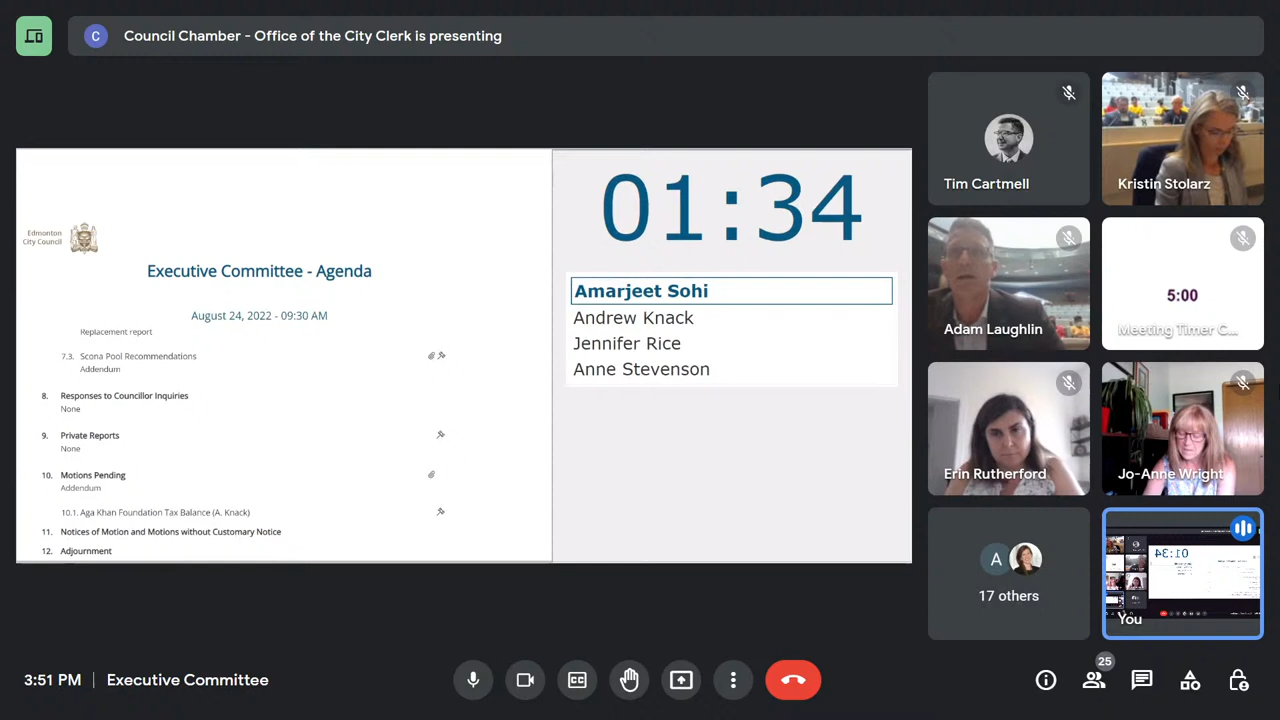 C
Council Chamber - Office of the City Clerk is presenting
Edmonton
City Council
Executive Committee - Agenda
August 24, 2022 - 09:30 AM
Replacement report
7.3. Scona Pool Recommendations
Addendum
8. Responses to Councillor Inquiries
None
9. Private Reports
None
10. Motions Pending
Addendum
10.1. Aga Khan Foundation Tax Balance (A. Knack)
11. Notices of Motion and Motions without Customary Notice
12. Adjournment
01:34
Amarjeet Sohi
Andrew Knack
Jennifer Rice
Anne Stevenson
Tim Cartmell
Kristin Stolarz
Adam Laughlin
5:00
Meeting Timer C...
Erin Rutherford
Jo-Anne Wright
A
17 others
01:34
You
3:51 PM | Executive Committee
25